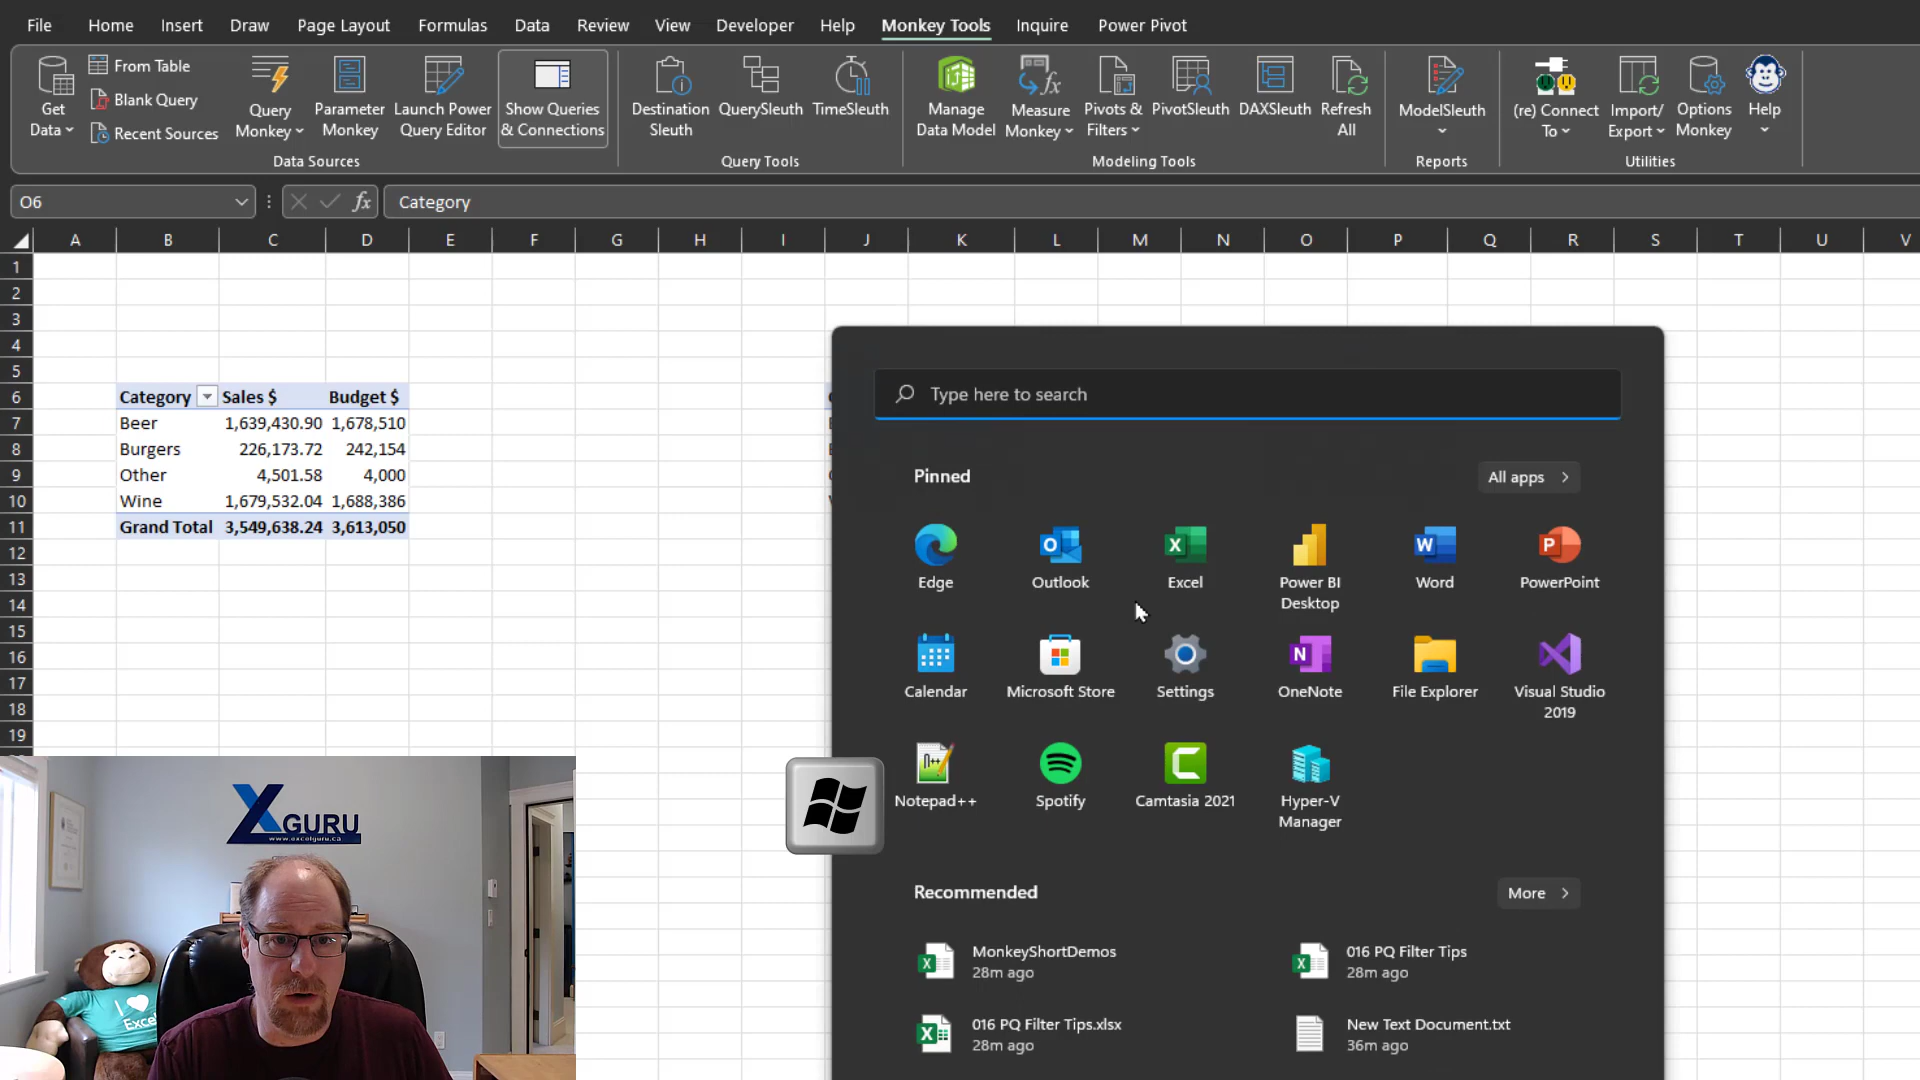 File Home Insert Draw Page Layout Formulas Data Review View Developer Help Monkey Tools Inquire Power Pivot
Get
Data
From Table
Blank Query
Recent Sources
Query
Monkey
Parameter
Monkey
Launch Power
Query Editor
Show Queries
& Connections
Data Sources
Destination
Sleuth
QuerySleuth
TimeSleuth
Query Tools
Manage
Data Model
Measure
Monkey
Pivots &
Filters
PivotSleuth
DAXSleuth
Refresh
All
Modeling Tools
ModelSleuth
Reports
(re) Connect
To
Import/
Export
Options
Monkey
Help
Utilities
O6 fx Category
A B C D E F G H I J K L M N O P Q R S T U V
1
2
3
4
5
6 Category Sales $ Budget $
7 Beer 1,639,430.90 1,678,510
8 Burgers 226,173.72 242,154
9 Other 4,501.58 4,000
10 Wine 1,679,532.04 1,688,386
11 Grand Total 3,549,638.24 3,613,050
12
13
14
15
16
17
18
19
Type here to search
Pinned All apps
Edge Outlook Excel Power BI Desktop Word PowerPoint
Calendar Microsoft Store Settings OneNote File Explorer Visual Studio 2019
Notepad++ Spotify Camtasia 2021 Hyper-V Manager
Recommended More
MonkeyShortDemos
28m ago
016 PQ Filter Tips
28m ago
016 PQ Filter Tips.xlsx
28m ago
New Text Document.txt
36m ago
XGURU
www.excelguru.ca
I
Excel